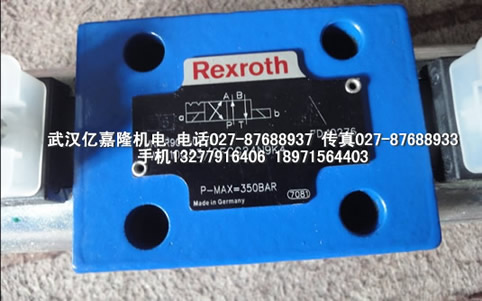 Rexroth
A B
a b
P T
武汉亿嘉隆机电 电话027-87688937 传真027-87688933
手机13277916406 18971564403
P-MAX=350BAR
Made in Germany
7081